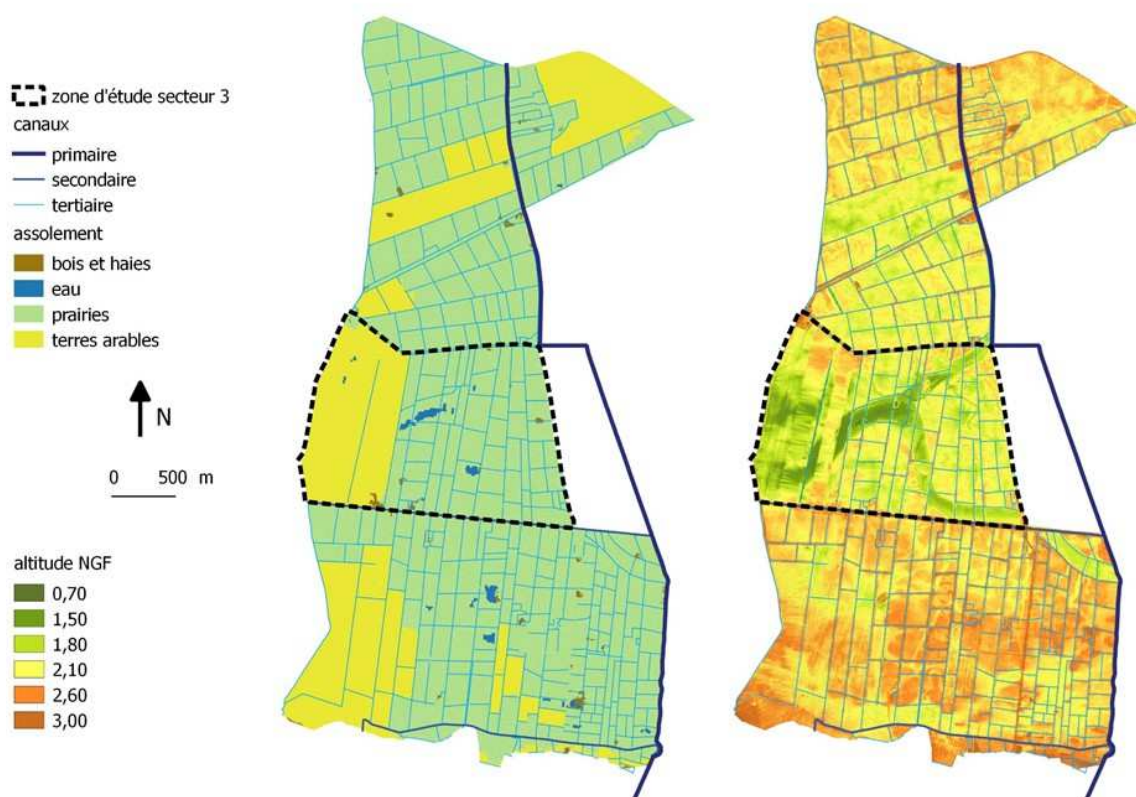 zone d'étude secteur 3
canaux
primaire
secondaire
tertiaire
assolement
bois et haies
eau
prairies
terres arables
N
0 500 m
altitude NGF
0,70
1,50
1,80
2,10
2,60
3,00